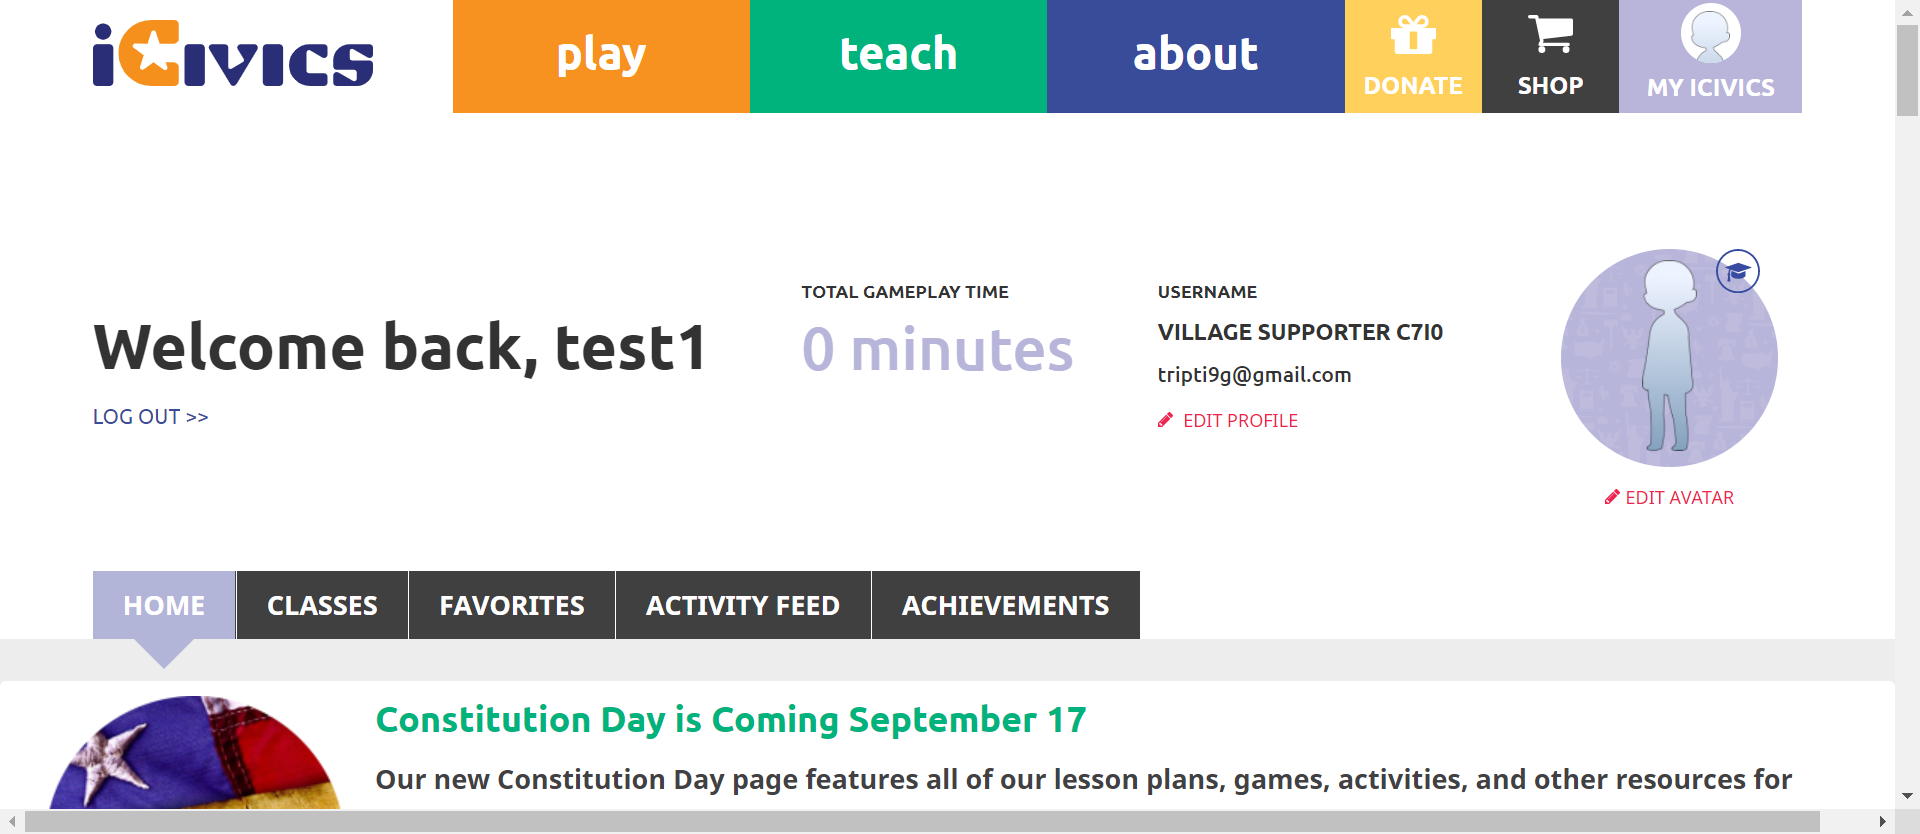 iCivics
play
teach
about
DONATE
SHOP
MY ICIVICS
Welcome back, test1
LOG OUT >>
TOTAL GAMEPLAY TIME
0 minutes
USERNAME
VILLAGE SUPPORTER C7I0
tripti9g@gmail.com
EDIT PROFILE
EDIT AVATAR
HOME
CLASSES
FAVORITES
ACTIVITY FEED
ACHIEVEMENTS
Constitution Day is Coming September 17
Our new Constitution Day page features all of our lesson plans, games, activities, and other resources for